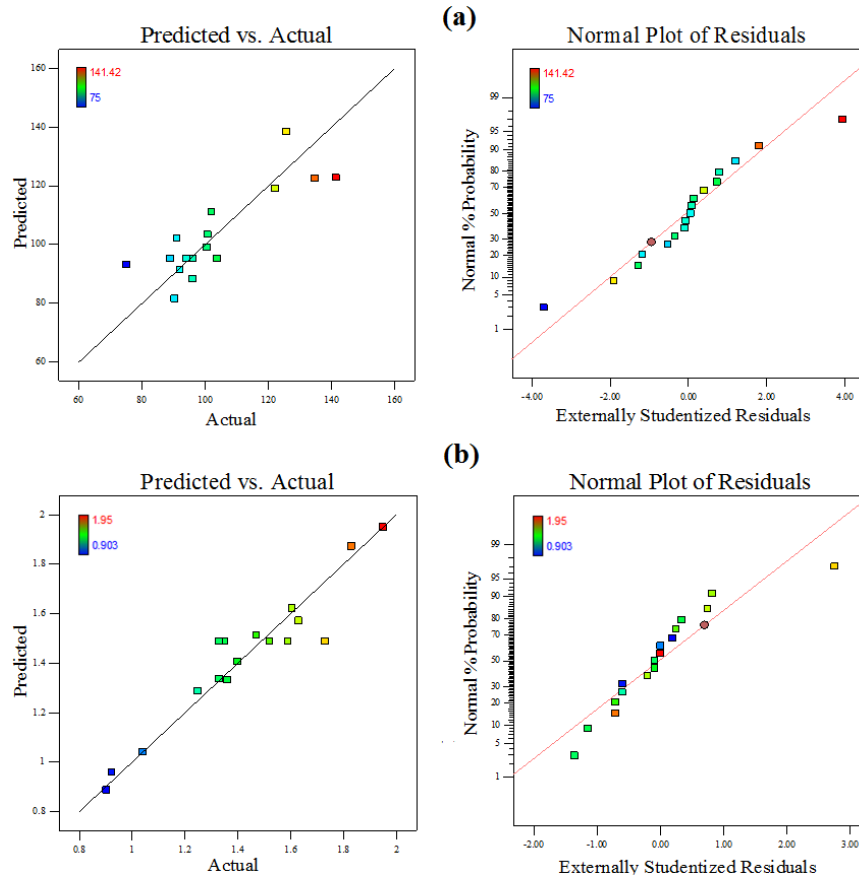 (a)
Predicted vs. Actual
141.42
75
160
140
120
100
80
60
Predicted
60 80 100 120 140 160
Actual
Normal Plot of Residuals
141.42
75
99
95
90
80
70
50
30
20
10
5
1
Normal % Probability
-4.00 -2.00 0.00 2.00 4.00
Externally Studentized Residuals
(b)
Predicted vs. Actual
1.95
0.903
2
1.8
1.6
1.4
1.2
1
0.8
Predicted
0.8 1 1.2 1.4 1.6 1.8 2
Actual
Normal Plot of Residuals
1.95
0.903
99
95
90
80
70
50
30
20
10
5
1
Normal % Probability
-2.00 -1.00 0.00 1.00 2.00 3.00
Externally Studentized Residuals